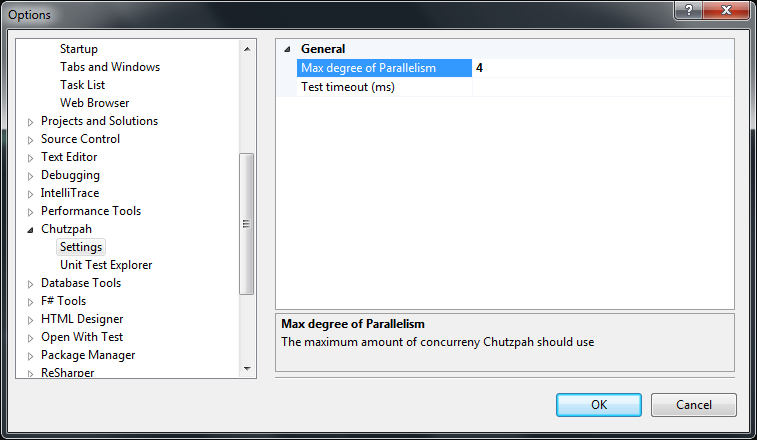 Options
?
Startup
Tabs and Windows
Task List
Web Browser
Projects and Solutions
Source Control
Text Editor
Debugging
IntelliTrace
Performance Tools
Chutzpah
Settings
Unit Test Explorer
Database Tools
F# Tools
HTML Designer
Open With Test
Package Manager
ReSharper
General
Max degree of Parallelism 4
Test timeout (ms)
Max degree of Parallelism
The maximum amount of concurreny Chutzpah should use
OK Cancel